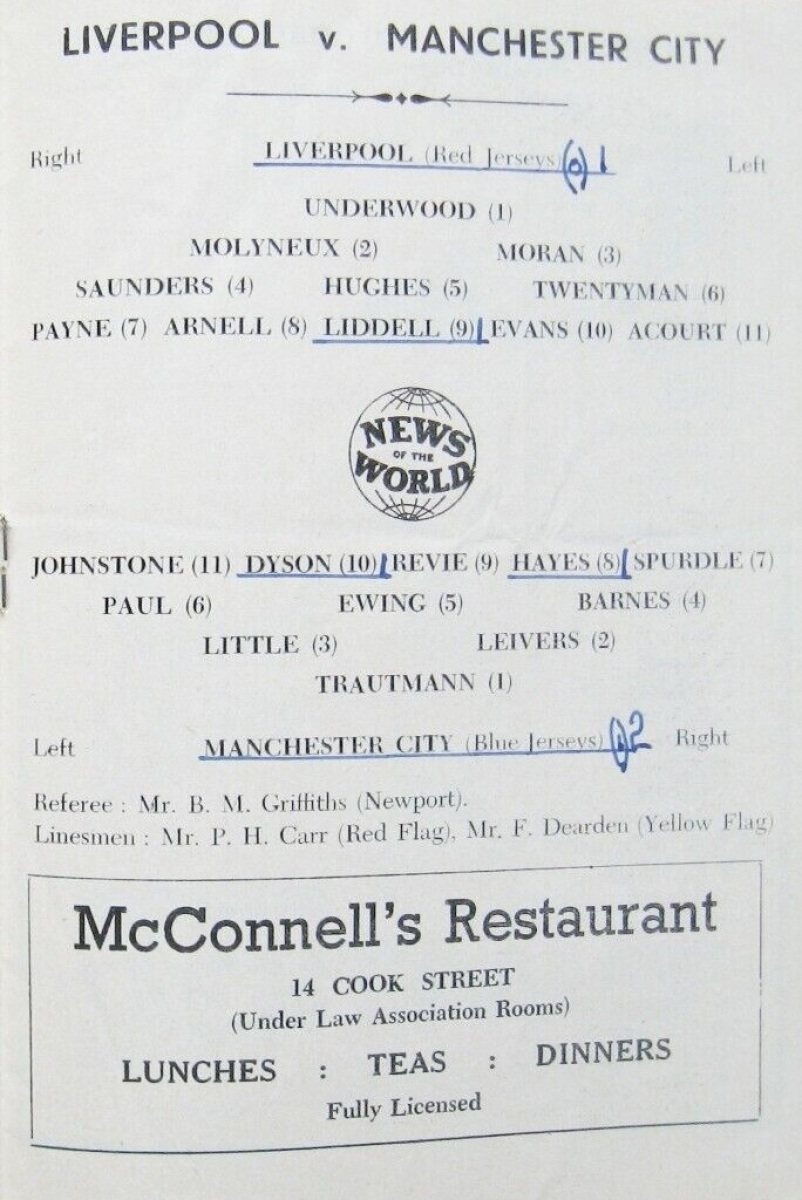 LIVERPOOL v. MANCHESTER CITY
Right LIVERPOOL (Red Jerseys) (0) 1 Left
UNDERWOOD (1)
MOLYNEUX (2) MORAN (3)
SAUNDERS (4) HUGHES (5) TWENTYMAN (6)
PAYNE (7) ARNELL (8) LIDDELL (9) EVANS (10) ACOURT (11)
NEWS
OF THE
WORLD
JOHNSTONE (11) DYSON (10) REVIE (9) HAYES (8) SPURDLE (7)
PAUL (6) EWING (5) BARNES (4)
LITTLE (3) LEIVERS (2)
TRAUTMANN (1)
Left MANCHESTER CITY (Blue Jerseys) 2 Right
Referee : Mr. B. M. Griffiths (Newport).
Linesmen : Mr. P. H. Carr (Red Flag), Mr. F. Dearden (Yellow Flag)
McConnell's Restaurant
14 COOK STREET
(Under Law Association Rooms)
LUNCHES : TEAS : DINNERS
Fully Licensed